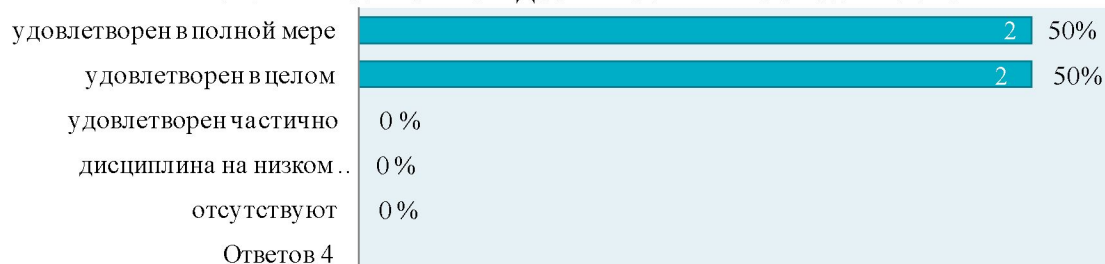 удовлетворен в полной мере 2 50%
удовлетворен в целом 2 50%
удовлетворен частично 0 %
дисциплина на низком .. 0 %
отсутствуют 0 %
Ответов 4